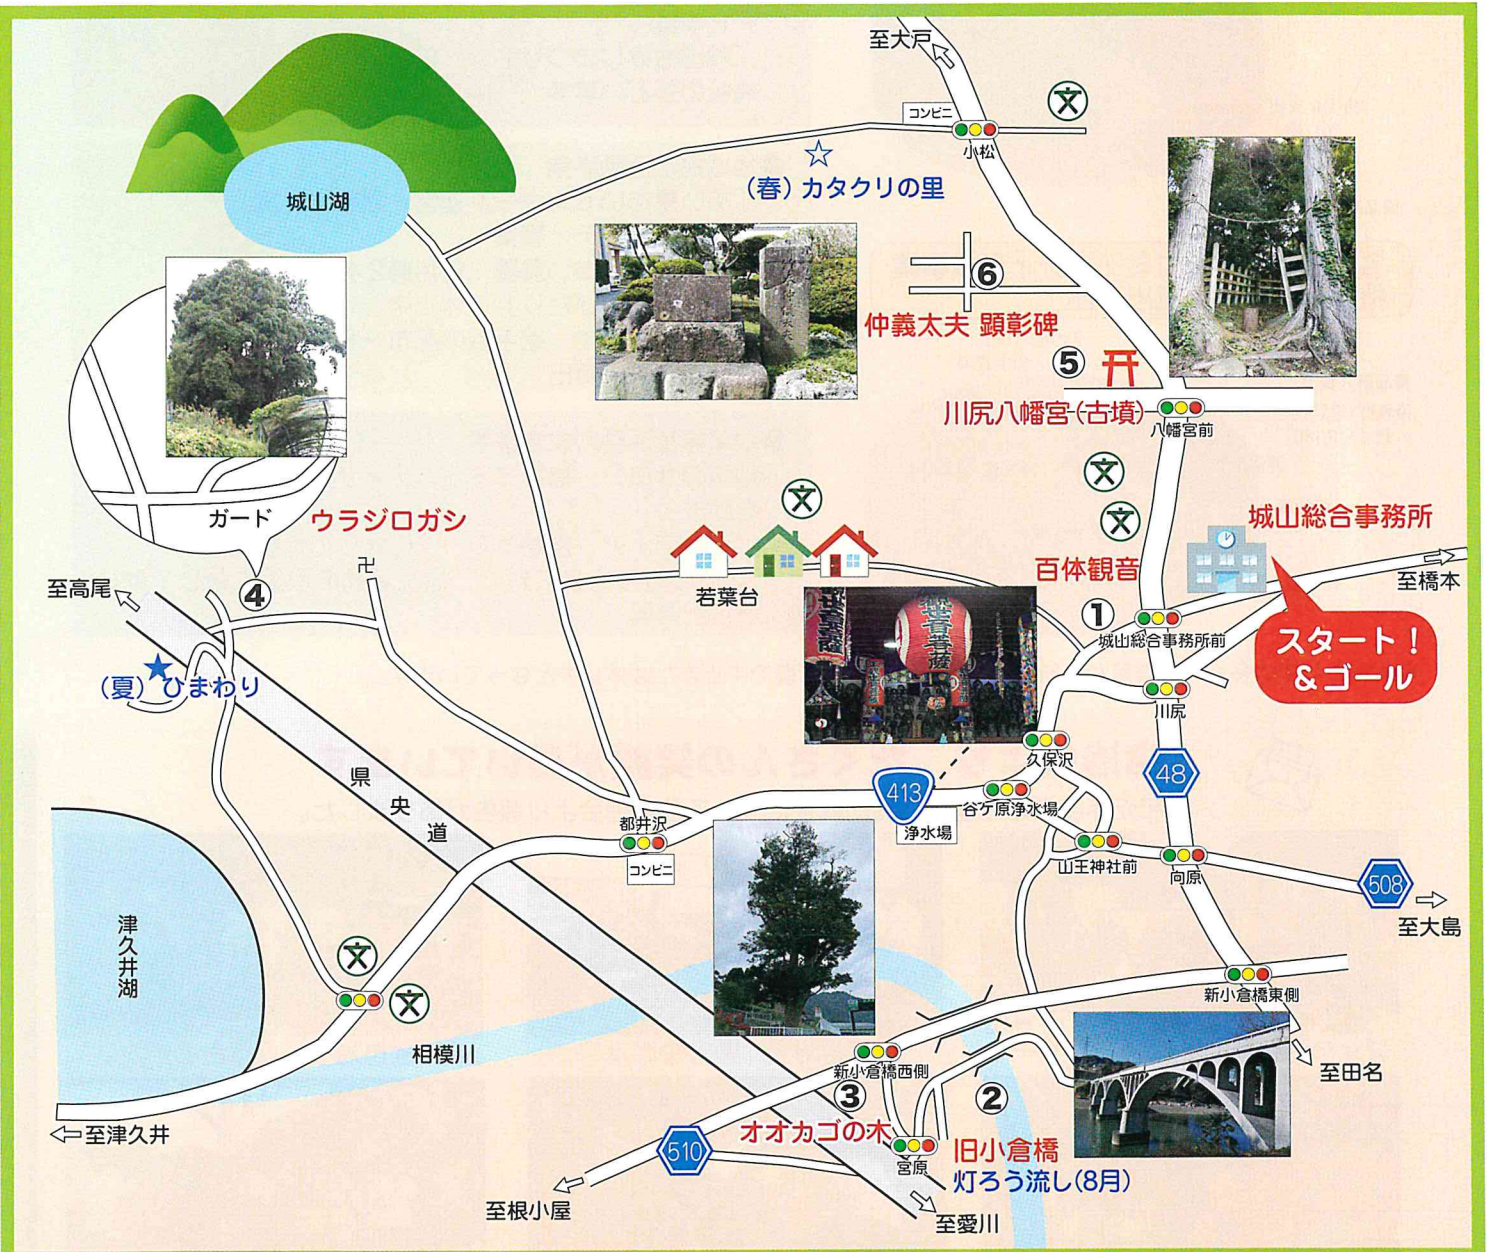 至大戸
コンビニ
文
小松
城山湖
(春)カタクリの里
⑥
仲義太夫 顕彰碑
⑤
川尻八幡宮(古墳)
八幡宮前
文
文
文
ガード
ウラジロガシ
城山総合事務所
卍
百体観音
至橋本
至高尾
④
若葉台
①
城山総合事務所前
スタート!
&ゴール
(夏)ひまわり
川尻
久保沢
県央道
413
48
谷ケ原浄水場
浄水場
都井沢
コンビニ
山王神社前
向原
508
至大島
津久井湖
文
文
新小倉橋東側
相模川
新小倉橋西側
至田名
③
②
至津久井
オオカゴの木
510
宮原
旧小倉橋
灯ろう流し(8月)
至根小屋
至愛川